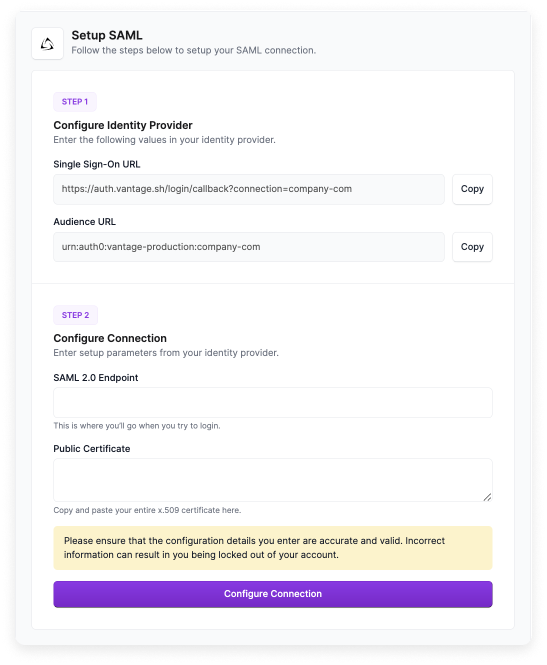 Setup SAML
Follow the steps below to setup your SAML connection.
STEP 1
Configure Identity Provider
Enter the following values in your identity provider.
Single Sign-On URL
https://auth.vantage.sh/login/callback?connection=company-com
Copy
Audience URL
urn:auth0:vantage-production:company-com
Copy
STEP 2
Configure Connection
Enter setup parameters from your identity provider.
SAML 2.0 Endpoint
This is where you'll go when you try to login.
Public Certificate
Copy and paste your entire x.509 certificate here.
Please ensure that the configuration details you enter are accurate and valid. Incorrect
information can result in you being locked out of your account.
Configure Connection